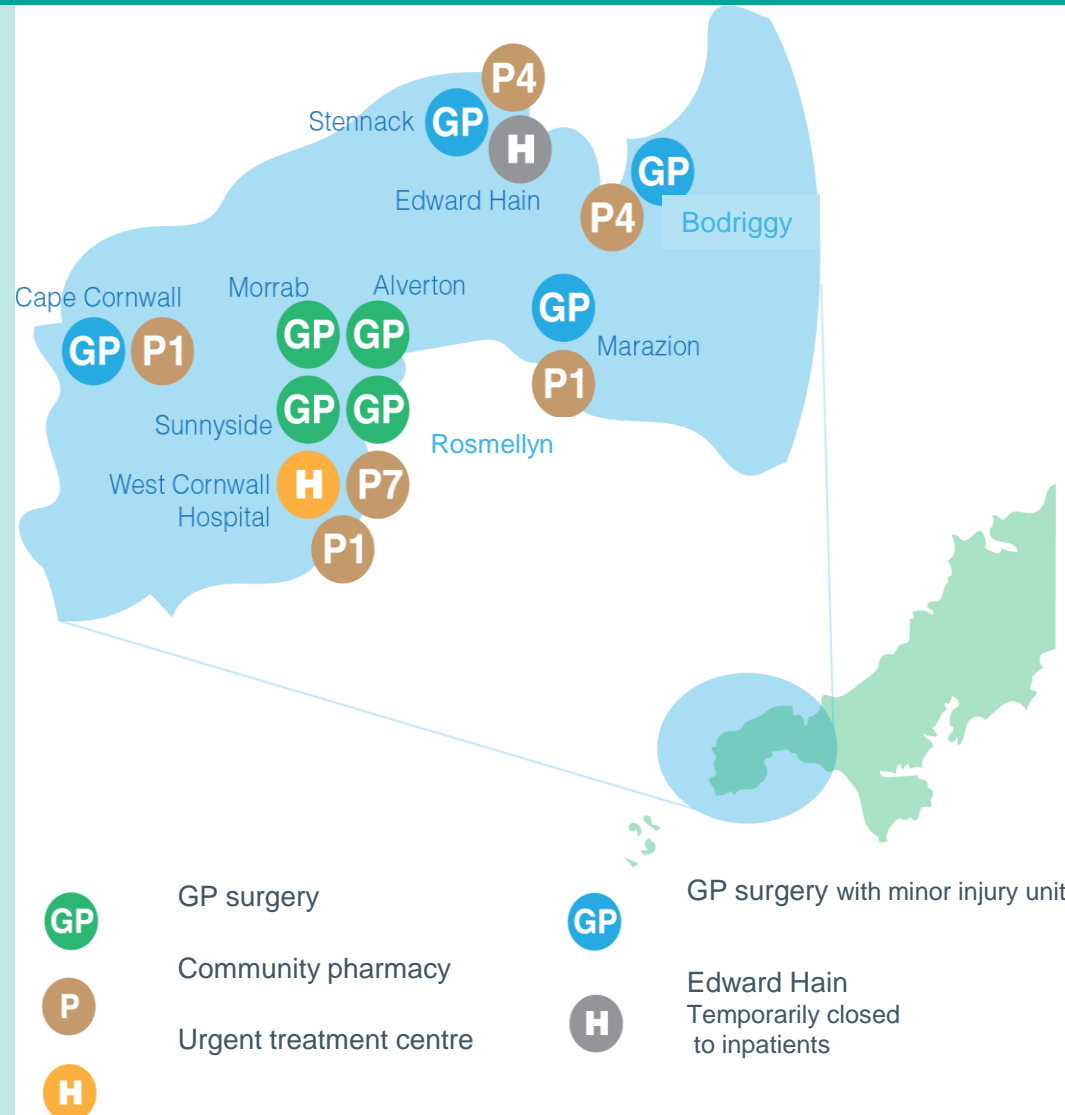 P4
Stennack
GP
H
Edward Hain
GP
P4
Bodriggy
Cape Cornwall
GP
P1
Morrab
Alverton
GP
GP
GP
Marazion
P1
Sunnyside
GP
GP
Rosmellyn
West Cornwall
Hospital
H
P7
P1
GP
GP surgery
P
Community pharmacy
H
Urgent treatment centre
GP
GP surgery with minor injury unit
H
Edward Hain
Temporarily closed
to inpatients